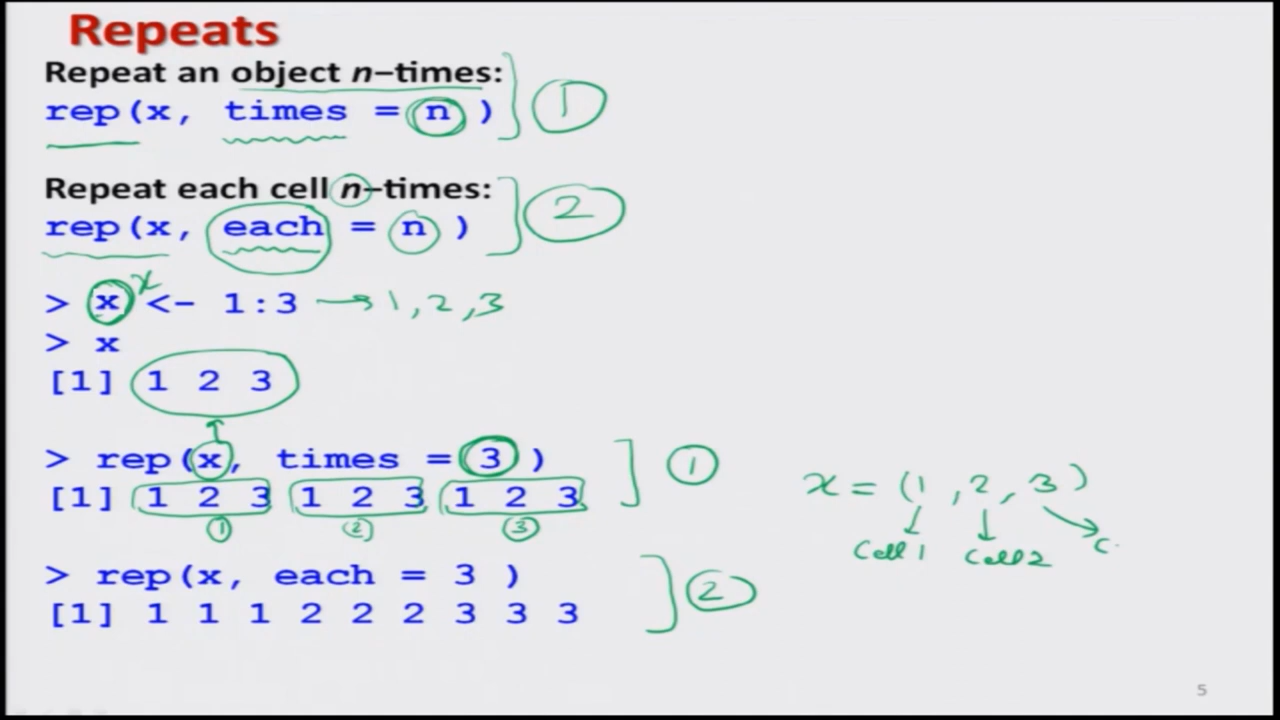 Repeats
Repeat an object n–times:
rep(x, times = n ) 1
Repeat each cell n–times:
rep(x, each = n ) 2
> x x <- 1:3 → 1, 2, 3
> x
[1] 1 2 3
> rep(x, times = 3 ) 1
[1] 1 2 3 1 2 3 1 2 3
1 2 3
x = (1, 2, 3)
Cell 1 Cell 2 C
> rep(x, each = 3 ) 2
[1] 1 1 1 2 2 2 3 3 3
5